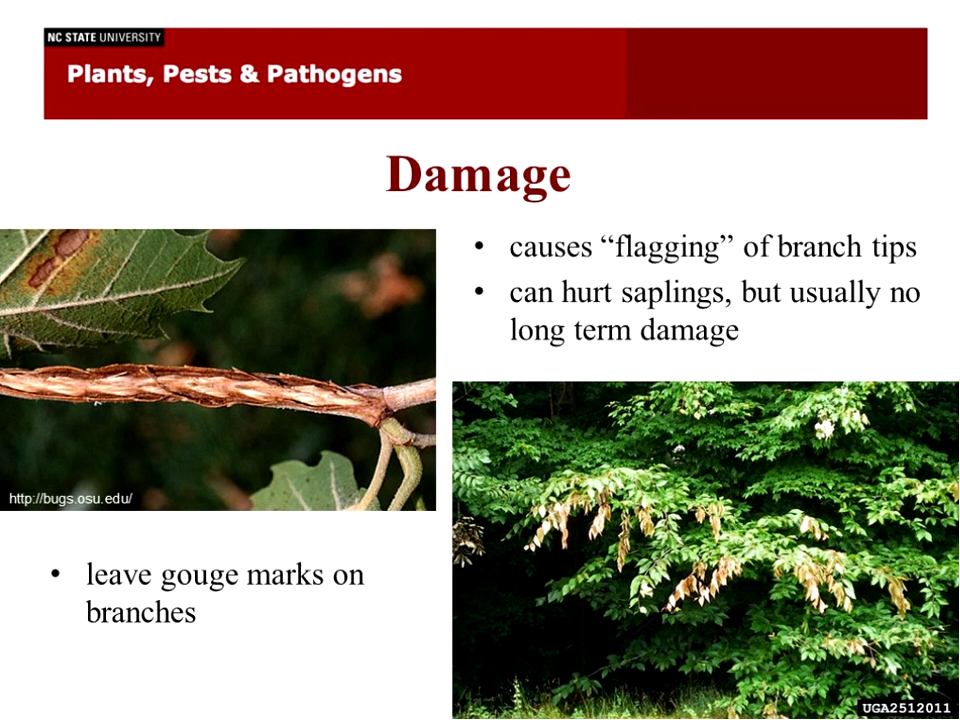 NC STATE UNIVERSITY
Plants, Pests & Pathogens
Damage
• causes “flagging” of branch tips
• can hurt saplings, but usually no
long term damage
http://bugs.osu.edu/
• leave gouge marks on
branches
UGA2512011